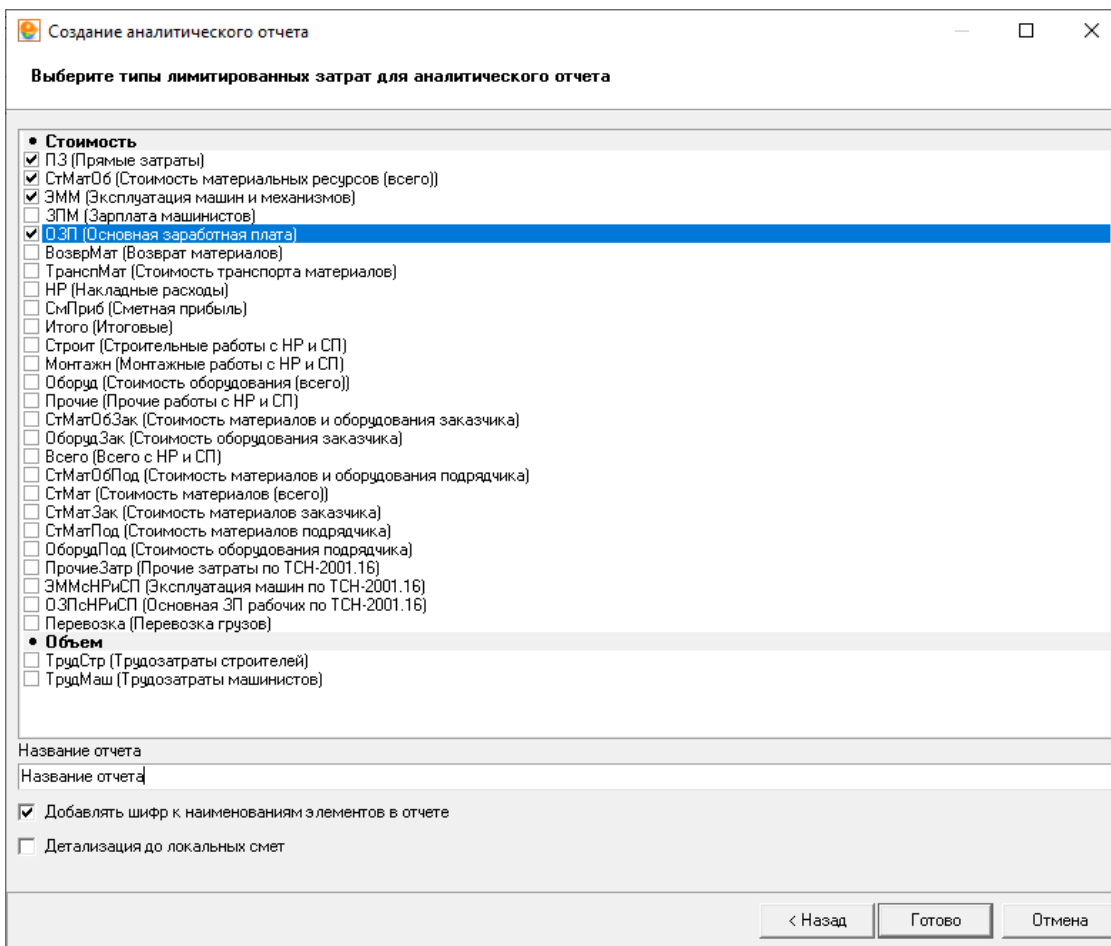 Создание аналитического отчета
Выберите типы лимитированных затрат для аналитического отчета
• Стоимость
ПЗ (Прямые затраты)
СтМатОб (Стоимость материальных ресурсов (всего))
ЭММ (Эксплуатация машин и механизмов)
ЗПМ (Зарплата машинистов)
ОЗП (Основная заработная плата)
ВозврМат (Возврат материалов)
ТранспМат (Стоимость транспорта материалов)
НР (Накладные расходы)
СмПриб (Сметная прибыль)
Итого (Итоговые)
Строит (Строительные работы с НР и СП)
Монтажн (Монтажные работы с НР и СП)
Оборуд (Стоимость оборудования (всего))
Прочие (Прочие работы с НР и СП)
СтМатОбЗак (Стоимость материалов и оборудования заказчика)
ОборудЗак (Стоимость оборудования заказчика)
Всего (Всего с НР и СП)
СтМатОбПод (Стоимость материалов и оборудования подрядчика)
СтМат (Стоимость материалов (всего))
СтМатЗак (Стоимость материалов заказчика)
СтМатПод (Стоимость материалов подрядчика)
ОборудПод (Стоимость оборудования подрядчика)
ПрочиеЗатр (Прочие затраты по ТСН-2001.16)
ЭММсНРиСП (Эксплуатация машин по ТСН-2001.16)
ОЗПсНРиСП (Основная ЗП рабочих по ТСН-2001.16)
Перевозка (Перевозка грузов)
• Объем
ТрудСтр (Трудозатраты строителей)
ТрудМаш (Трудозатраты машинистов)
Название отчета
Название отчета
Добавлять шифр к наименованиям элементов в отчете
Детализация до локальных смет
< Назад Готово Отмена